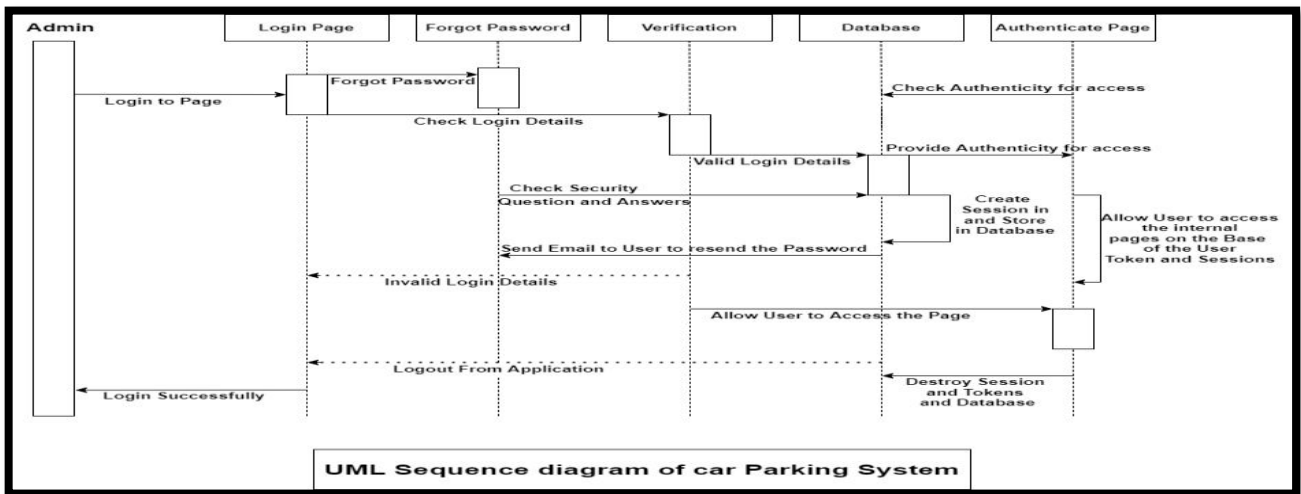 Admin
Login Page
Forgot Password
Verification
Database
Authenticate Page
Forgot Password
Login to Page
Check Authenticity for access
Check Login Details
Valid Login Details
Provide Authenticity for access
Check Security
Question and Answers
Create
Session in
and Store
in Database
Allow User to access
the internal
pages on the Base
of the User
Token and Sessions
Send Email to User to resend the Password
Invalid Login Details
Allow User to Access the Page
Logout From Application
Login Successfully
Destroy Session
and Tokens
and Database
UML Sequence diagram of car Parking System